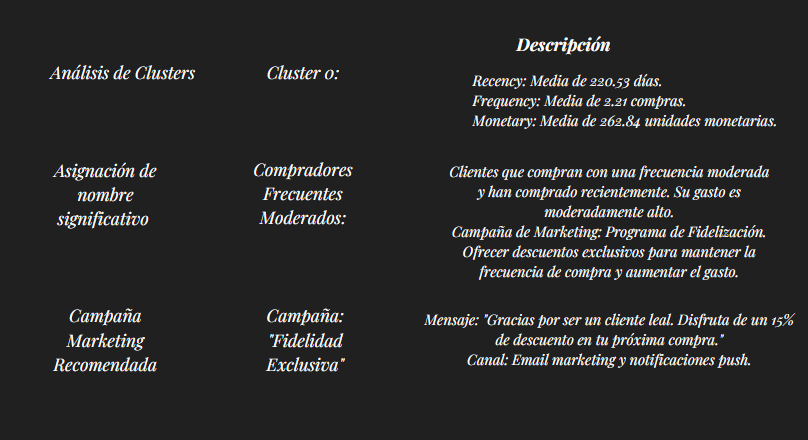 Descripción
Análisis de Clusters
Cluster 0:
Recency: Media de 220.53 días.
Frequency: Media de 2.21 compras.
Monetary: Media de 262.84 unidades monetarias.
Asignación de
nombre
significativo
Compradores
Frecuentes
Moderados:
Clientes que compran con una frecuencia moderada
y han comprado recientemente. Su gasto es
moderadamente alto.
Campaña de Marketing: Programa de Fidelización.
Ofrecer descuentos exclusivos para mantener la
frecuencia de compra y aumentar el gasto.
Campaña
Marketing
Recomendada
Campaña:
"Fidelidad
Exclusiva"
Mensaje: "Gracias por ser un cliente leal. Disfruta de un 15%
de descuento en tu próxima compra."
Canal: Email marketing y notificaciones push.